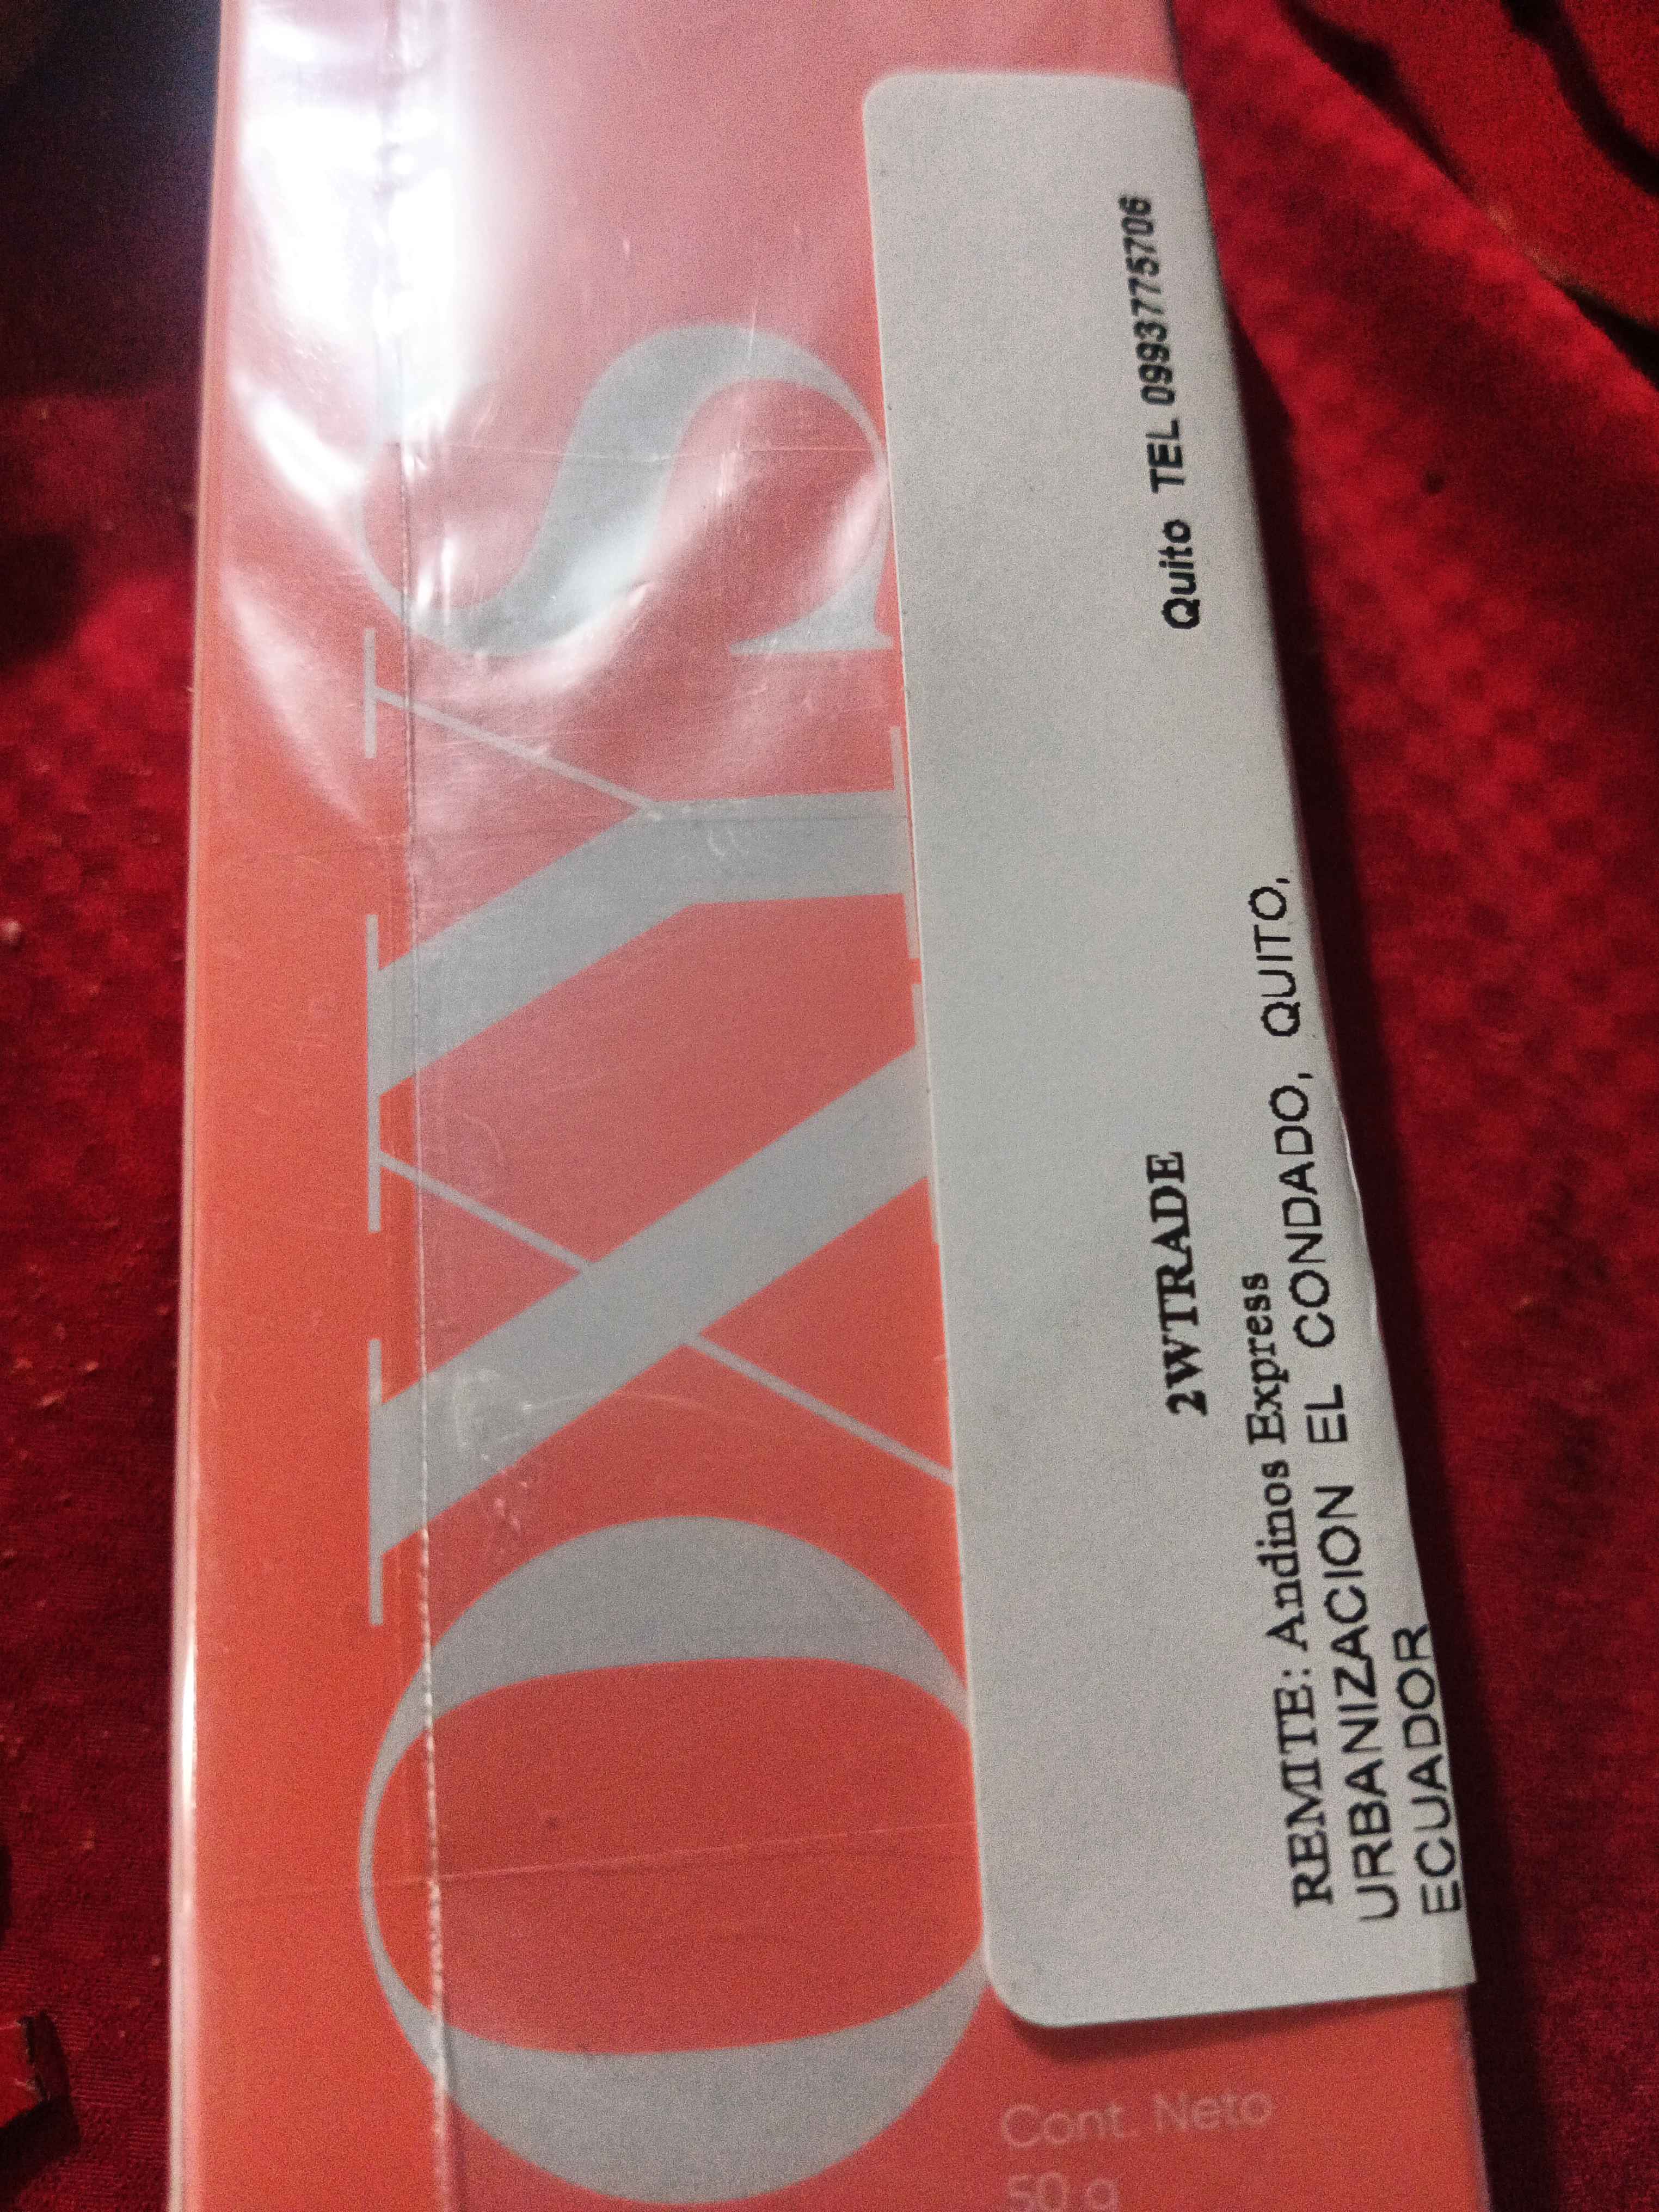 OXYS
2WTRADE Quito TEL 0993775706
REMITE: Andinos Express
URBANIZACION EL CONDADO, QUITO,
ECUADOR
Cont. Neto
50 g